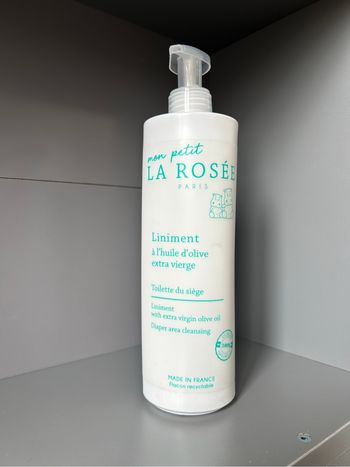 mon petit
LA ROSÉE
PARIS
Liniment
à l'huile d'olive
extra vierge
Toilette du siège
Liniment
with extra virgin olive oil
Diaper area cleansing
MADE IN FRANCE
Flacon recyclable